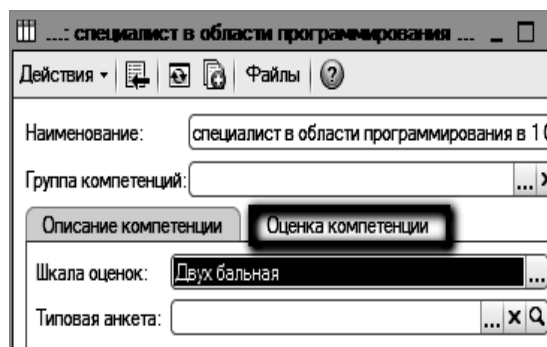 ...: специалист в области программирования ...
Действия Файлы
Наименование: специалист в области программирования в 1
Группа компетенций: ...
Описание компетенции Оценка компетенции
Шкала оценок: Двух бальная ...
Типовая анкета: ...